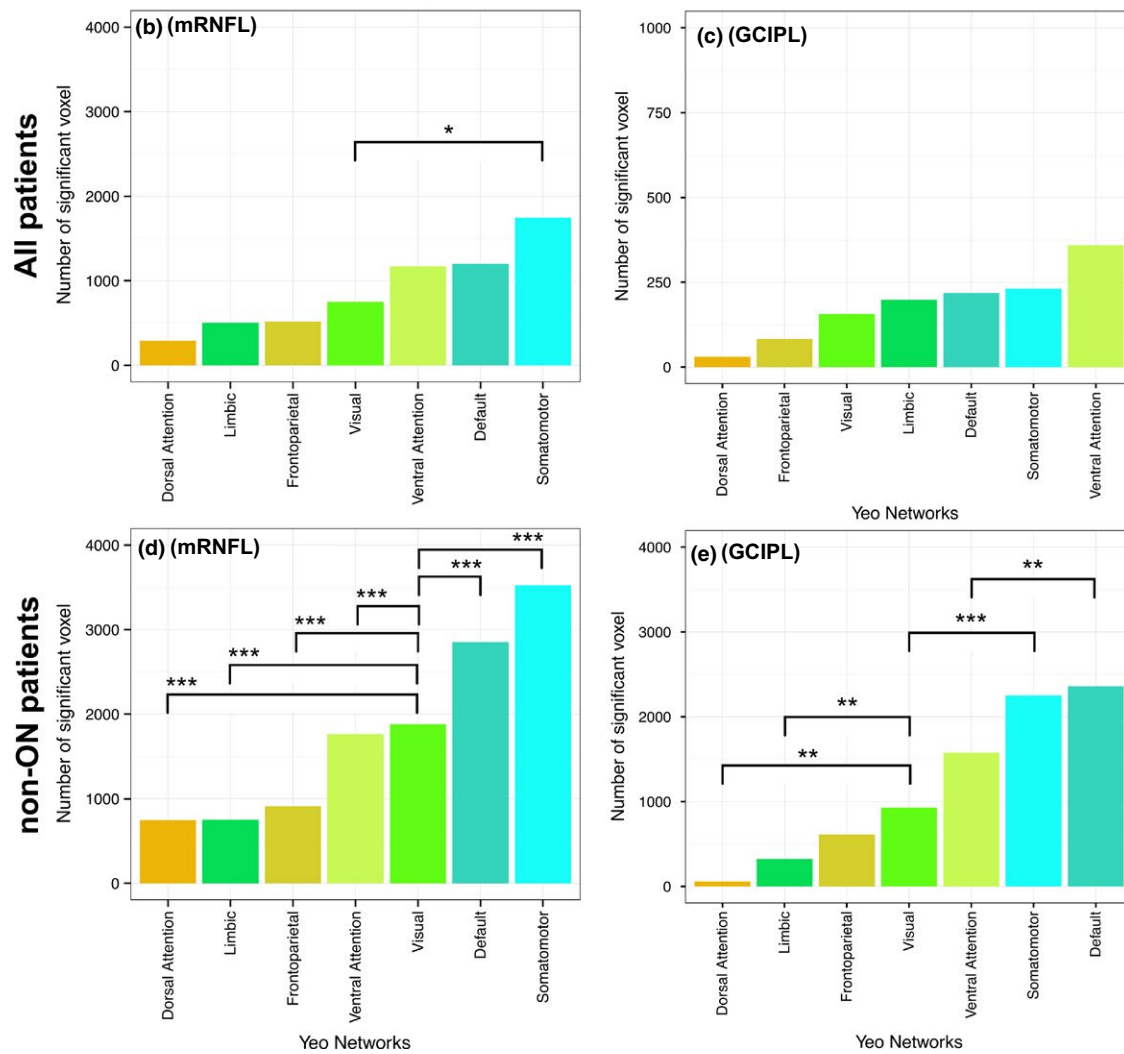 All patients
(b) (mRNFL)
Number of significant voxel
4000
3000
2000
1000
0
*
Dorsal Attention
Limbic
Frontoparietal
Visual
Ventral Attention
Default
Somatomotor
(c) (GCIPL)
Number of significant voxel
1000
750
500
250
0
Dorsal Attention
Frontoparietal
Visual
Limbic
Default
Somatomotor
Ventral Attention
Yeo Networks
non-ON patients
(d) (mRNFL)
Number of significant voxel
4000
3000
2000
1000
0
***
***
***
***
***
***
Dorsal Attention
Limbic
Frontoparietal
Ventral Attention
Visual
Default
Somatomotor
Yeo Networks
(e) (GCIPL)
Number of significant voxel
4000
3000
2000
1000
0
**
***
**
**
Dorsal Attention
Limbic
Frontoparietal
Visual
Ventral Attention
Somatomotor
Default
Yeo Networks